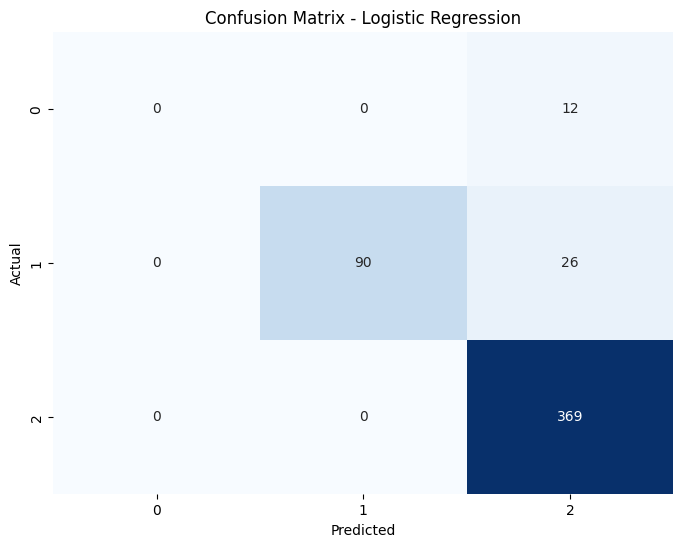 Confusion Matrix - Logistic Regression
0 0 0 12
1 0 90 26
2 0 0 369
0 1 2
Actual
Predicted